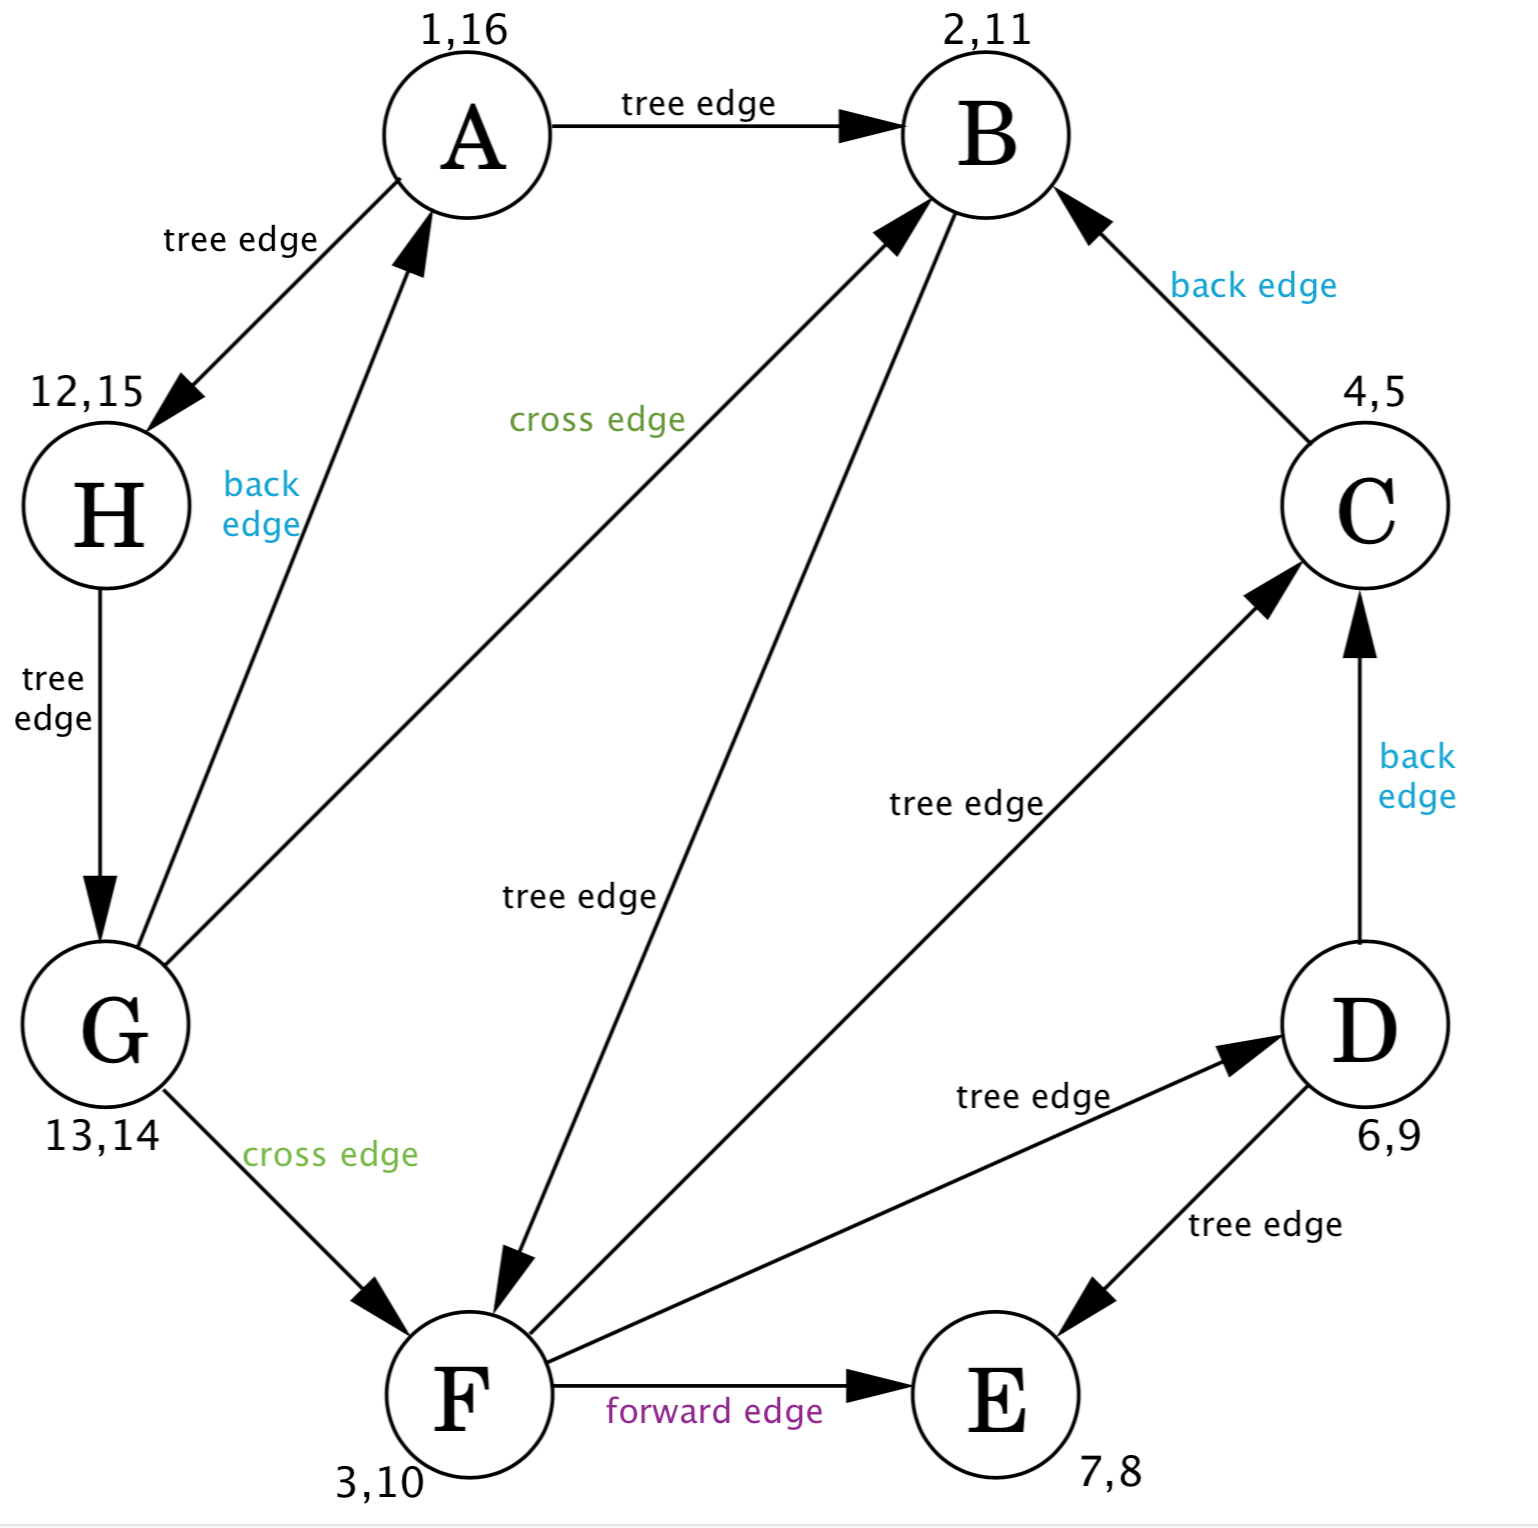 1,16
2,11
A
tree edge
B
tree edge
back edge
12,15
4,5
cross edge
H
back
edge
C
tree
edge
back
edge
tree edge
tree edge
G
D
tree edge
13,14
6,9
cross edge
tree edge
F
forward edge
E
3,10
7,8